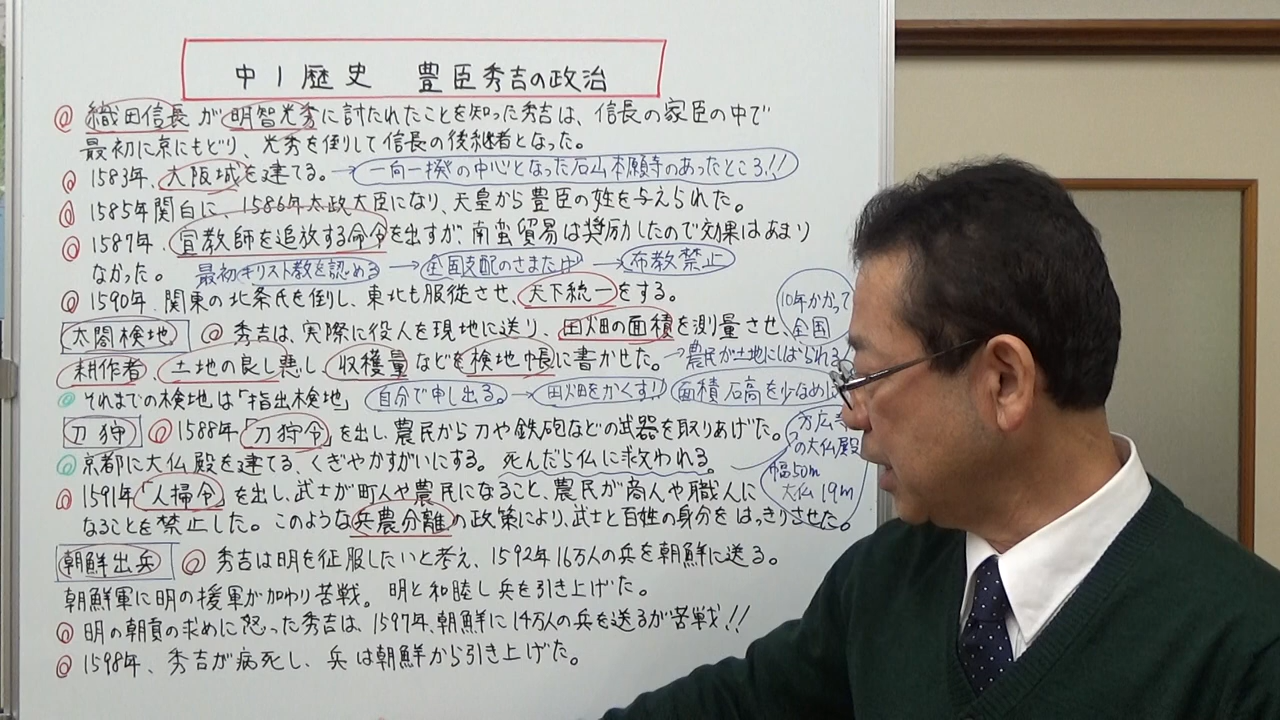 中1歴史 豊臣秀吉の政治
◎ 織田信長が明智光秀に討たれたことを知った秀吉は、信長の家臣の中で
最初に京にもどり、光秀を倒して信長の後継者となった。
◎ 1583年、大阪城を建てる。→一向一揆の中心となった石山本願寺のあったところ!!
◎ 1585年関白に、1586年太政大臣になり、天皇から豊臣の姓を与えられた。
◎ 1587年、宣教師を追放する命令を出すが、南蛮貿易は奨励したので効果はあまり
なかった。 最初キリスト教を認める→全国支配のさまたげ→布教禁止
◎ 1590年、関東の北条氏を倒し、東北も服従させ、天下統一をする。
10年かかって
全国
太閤検地 ◎ 秀吉は、実際に役人を現地に送り、田畑の面積を測量させ、
耕作者、土地の良し悪し、収穫量などを検地帳に書かせた。→農民が土地にしばられる
◎ それまでの検地は「指出検地」 自分で申し出る。→田畑をかくす!! 面積石高を少なめに
刀狩 ◎ 1588年「刀狩令」を出し、農民から刀や鉄砲などの武器を取りあげた。
◎ 京都に大仏殿を建てる、くぎやかすがいにする。 死んだら仏に救われる。
方広寺
の大仏殿
幅50m
大仏19m
◎ 1591年「人掃令」を出し、武士が町人や農民になること、農民が商人や職人に
なることを禁止した。このような兵農分離の政策により、武士と百姓の身分をはっきりさせた。
朝鮮出兵 ◎ 秀吉は明を征服したいと考え、1592年16万人の兵を朝鮮に送る。
朝鮮軍に明の援軍が加わり苦戦。明と和睦し兵を引き上げた。
◎ 明の朝貢の求めに怒った秀吉は、1597年、朝鮮に14万人の兵を送るが苦戦!!
◎ 1598年、秀吉が病死し、兵は朝鮮から引き上げた。